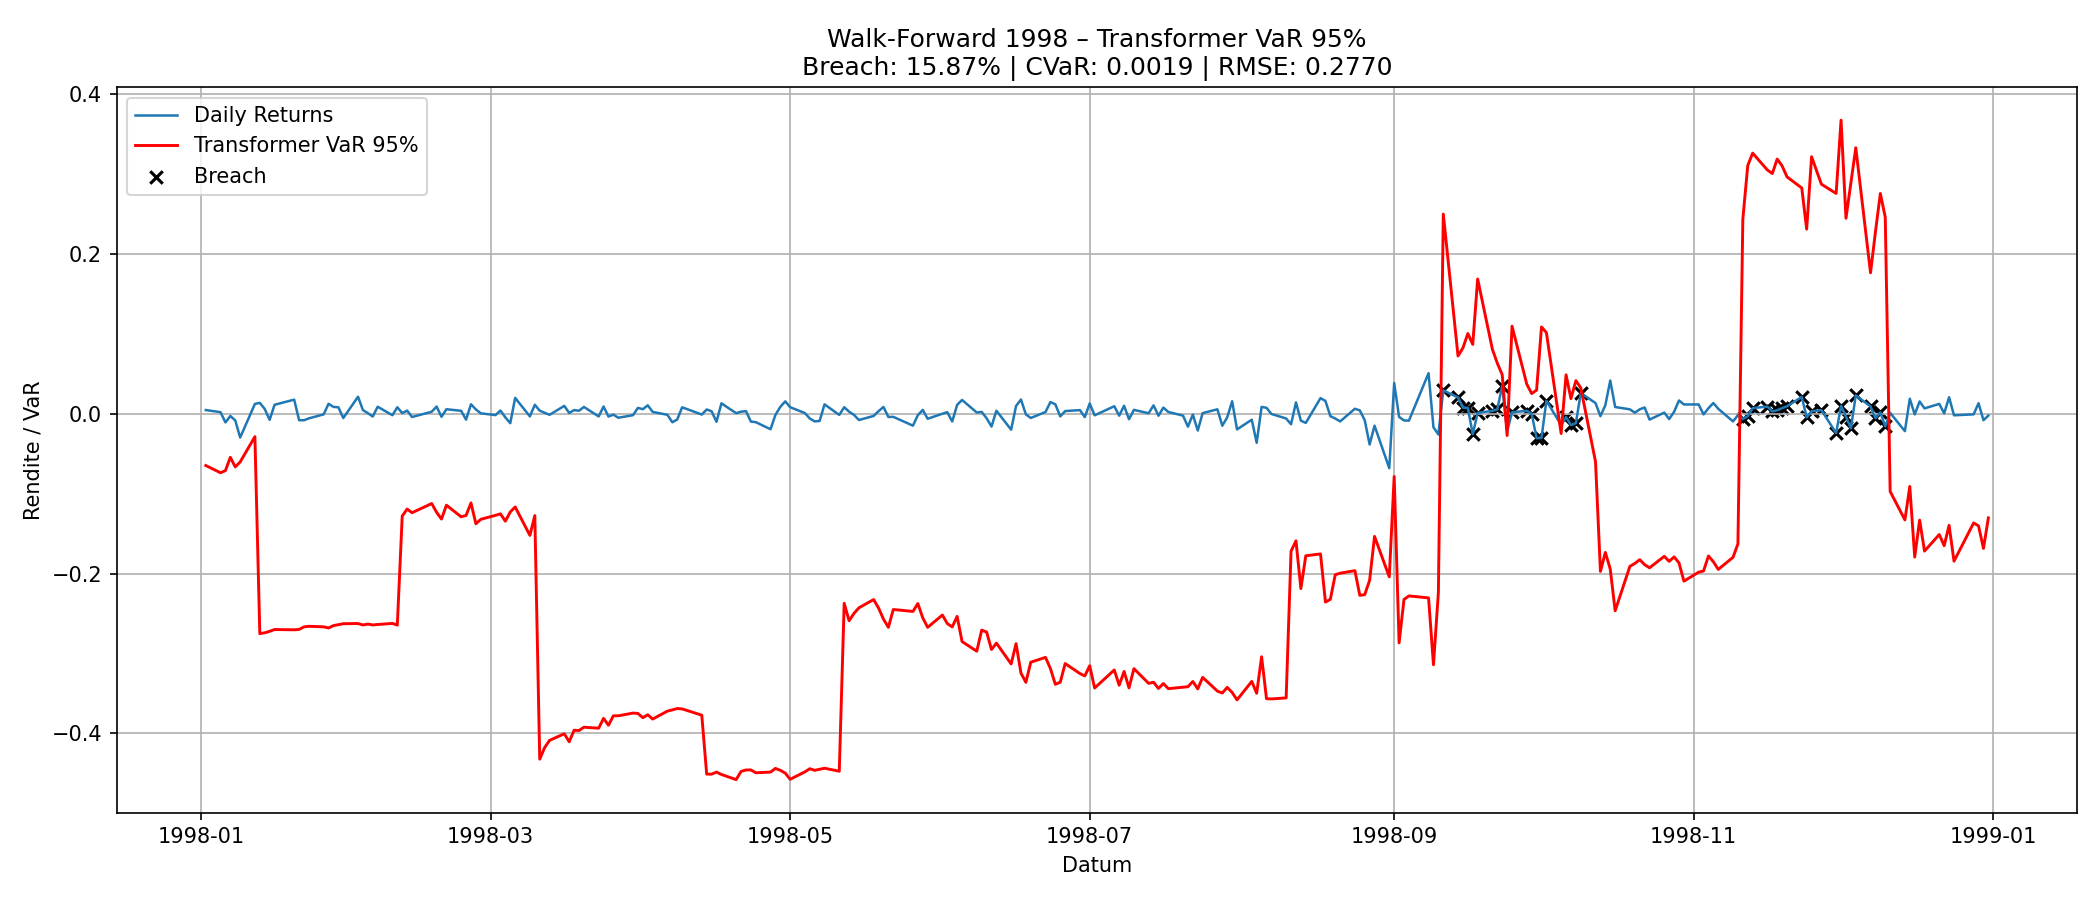 Walk-Forward 1998 – Transformer VaR 95%
Breach: 15.87% | CVaR: 0.0019 | RMSE: 0.2770
Daily Returns
Transformer VaR 95%
Breach
Rendite / VaR
0.4
0.2
0.0
−0.2
−0.4
1998-01
1998-03
1998-05
1998-07
1998-09
1998-11
1999-01
Datum